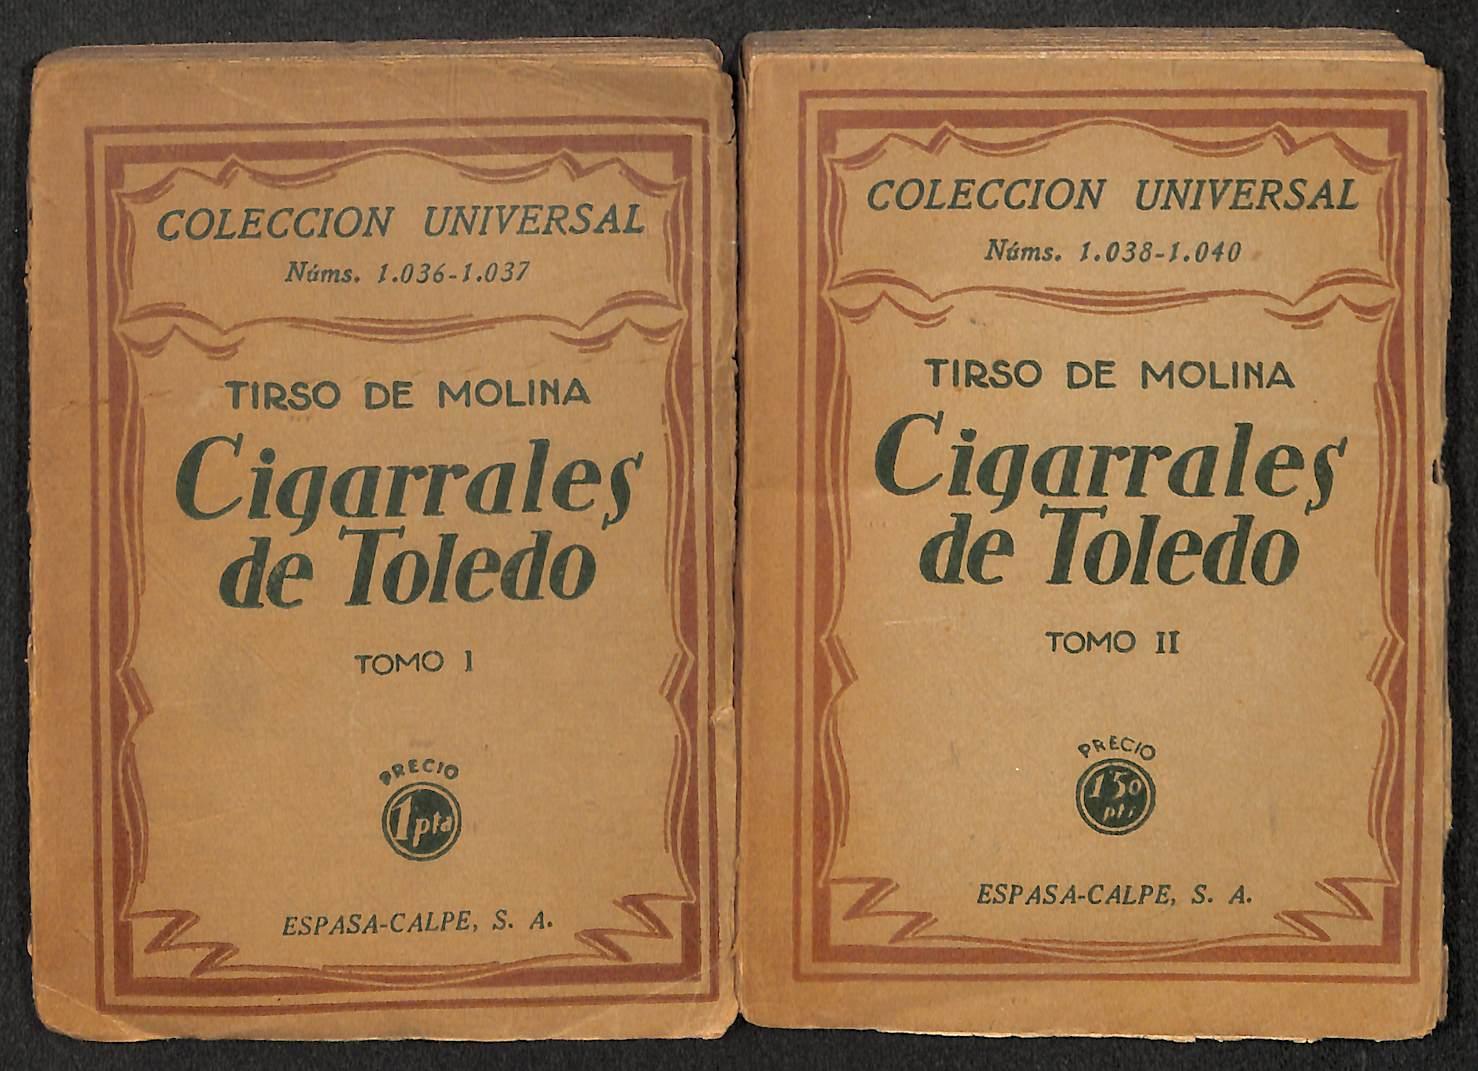 COLECCION UNIVERSAL
Núms. 1.036-1.037
TIRSO DE MOLINA
Cigarrales
de Toledo
TOMO I
PRECIO
1 pta
ESPASA-CALPE, S. A.
COLECCION UNIVERSAL
Núms. 1.038-1.040
TIRSO DE MOLINA
Cigarrales
de Toledo
TOMO II
PRECIO
1'50
pts
ESPASA-CALPE, S. A.